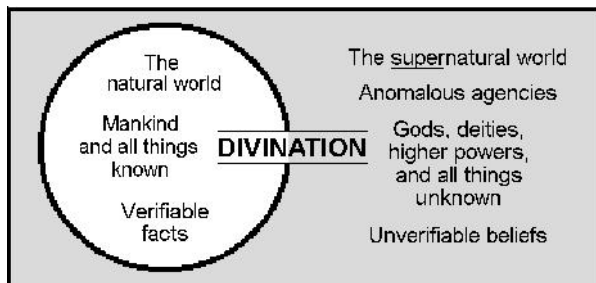 The
natural world
Mankind
and all things
known
Verifiable
facts
DIVINATION
The supernatural world
Anomalous agencies
Gods, deities,
higher powers,
and all things
unknown
Unverifiable beliefs